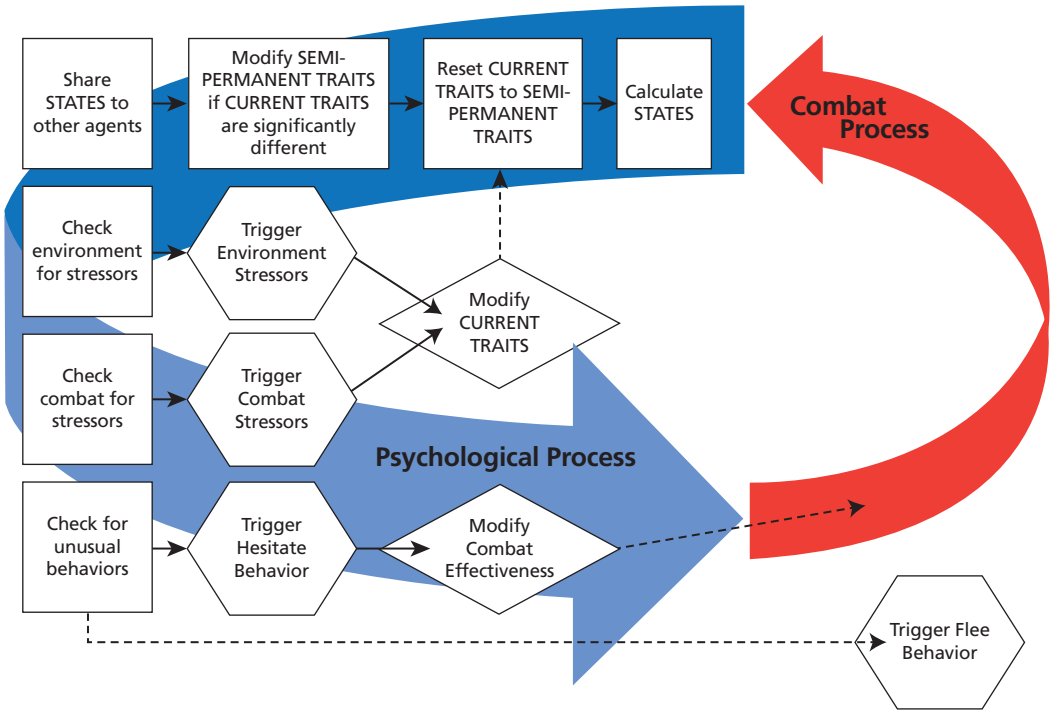 Share
STATES to
other agents
Modify SEMI-
PERMANENT TRAITS
if CURRENT TRAITS
are significantly
different
Reset CURRENT
TRAITS to SEMI-
PERMANENT
TRAITS
Calculate
STATES
Combat
Process
Check
environment
for stressors
Trigger
Environment
Stressors
Modify
CURRENT
TRAITS
Check
combat for
stressors
Trigger
Combat
Stressors
Psychological Process
Check for
unusual
behaviors
Trigger
Hesitate
Behavior
Modify
Combat
Effectiveness
Trigger Flee
Behavior